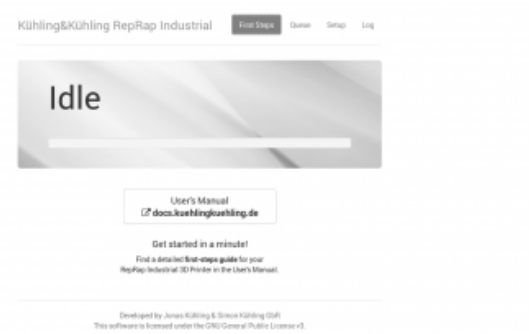 Kühling&Kühling RepRap Industrial
First Steps Queue Setup Log
Idle
User's Manual
docs.kuehlingkuehling.de
Get started in a minute!
Find a detailed first-steps guide for your
RepRap Industrial 3D Printer in the User's Manual.
Developed by Jonas Kühling & Simon Kühling GbR
This software is licensed under the GNU General Public License v3.